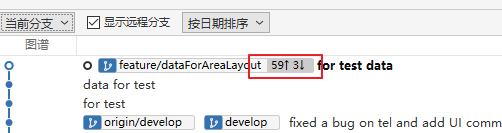 当前分支 显示远程分支 按日期排序
图谱
feature/dataForAreaLayout 59↑ 3↓ for test data
data for test
for test
origin/develop develop fixed a bug on tel and add UI comm